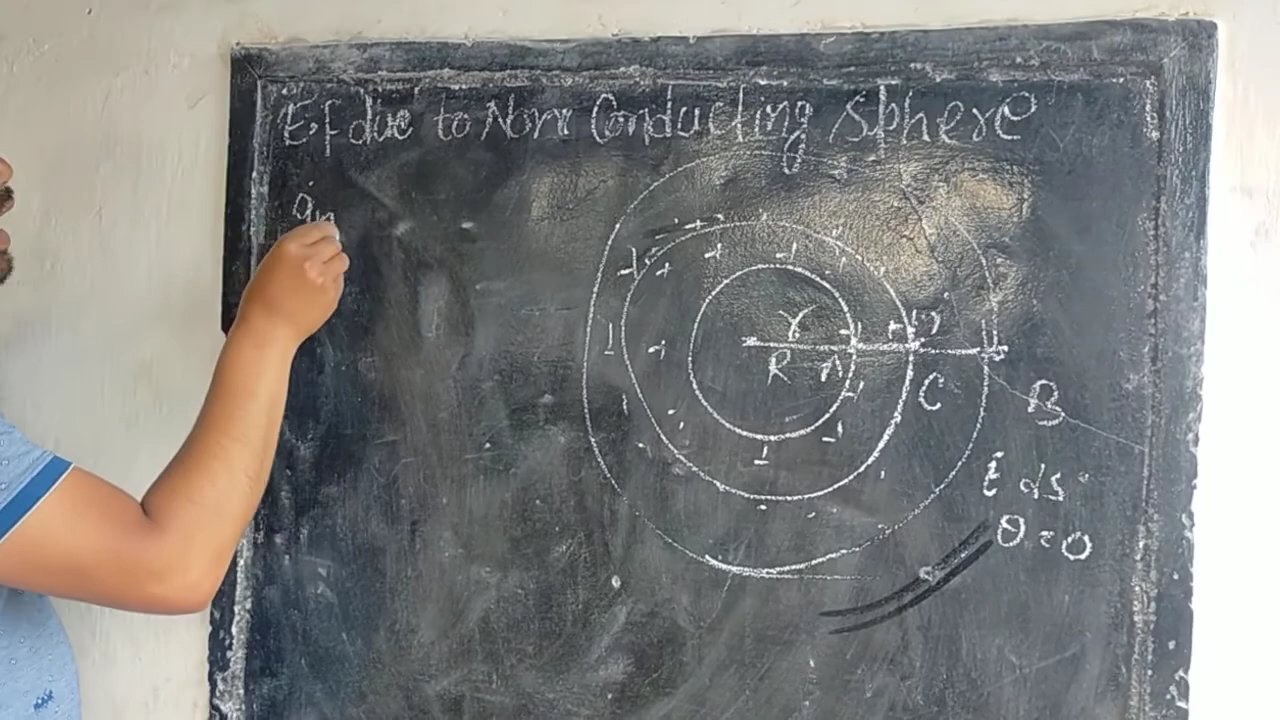 E.f due to Non Conducting Sphere
qin
r
R A
C
B
E ds
θ = 0